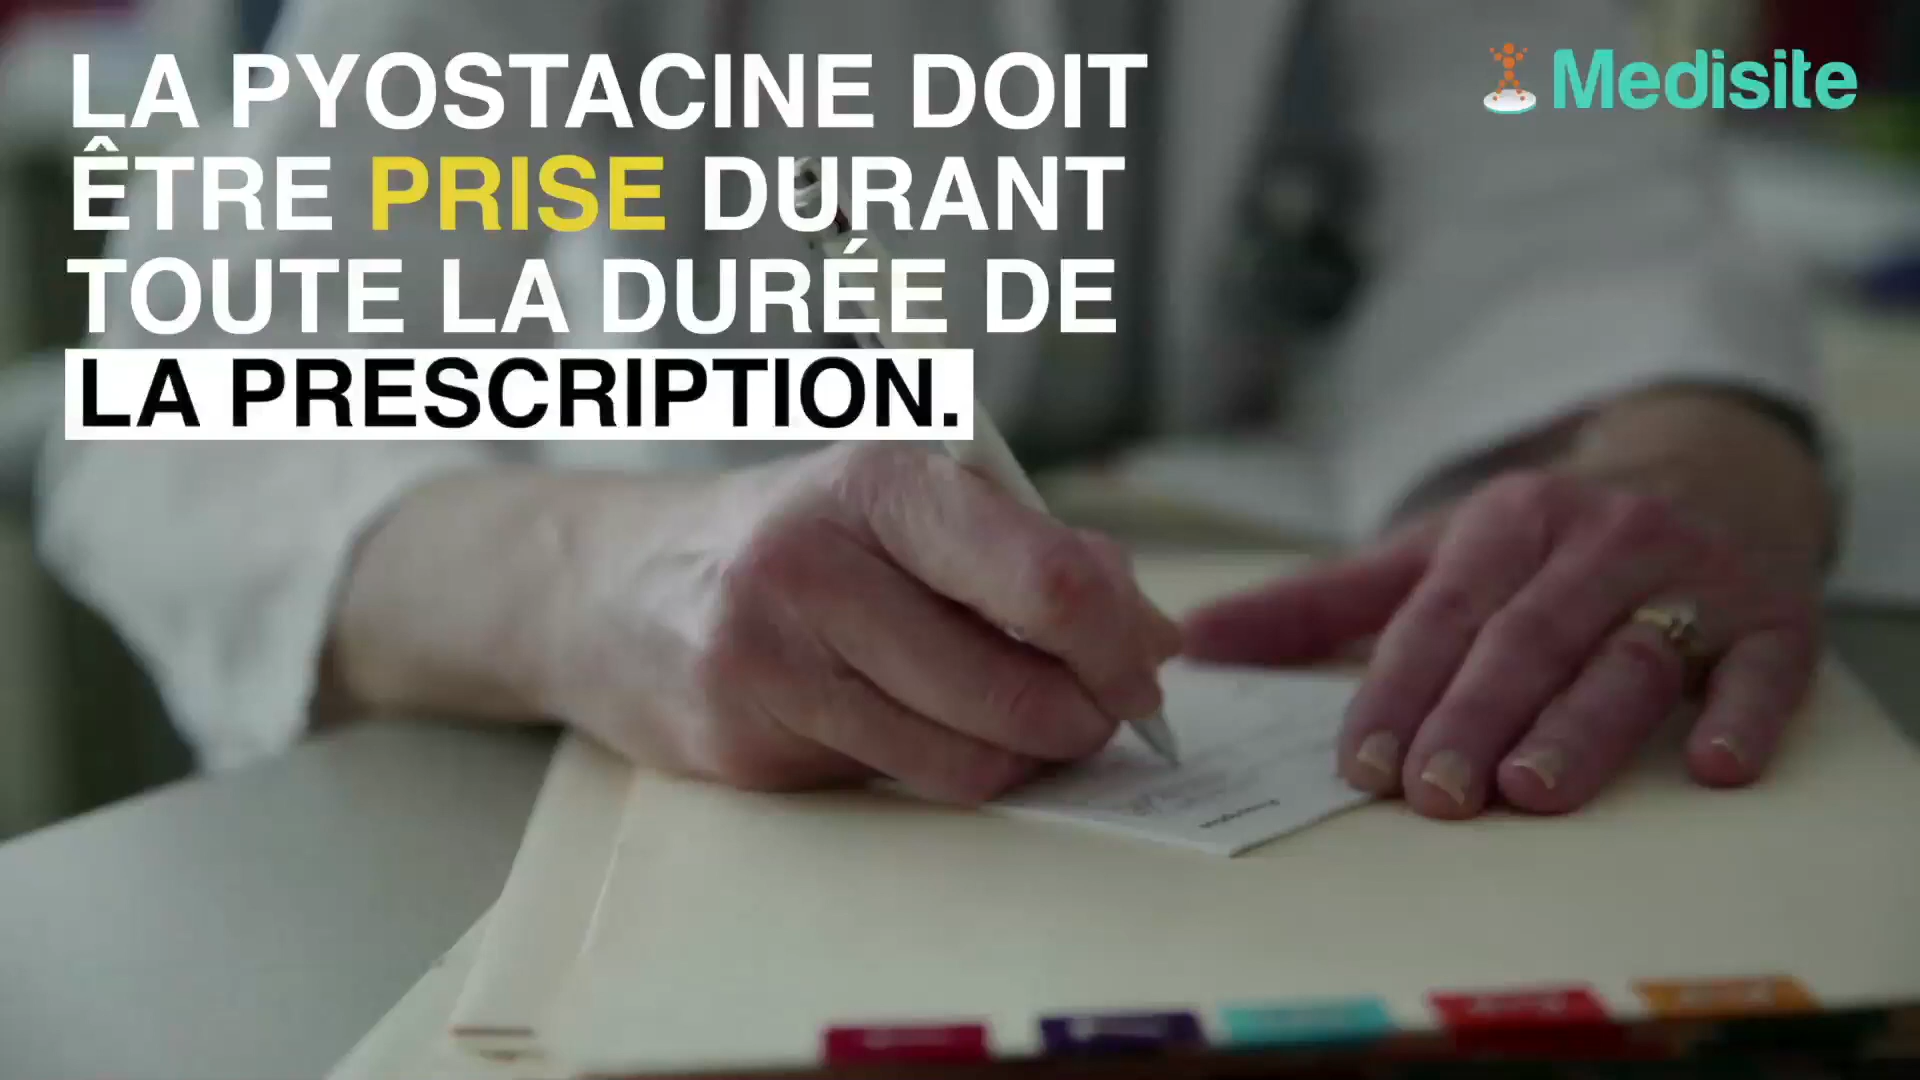 LA PYOSTACINE DOIT
ÊTRE PRISE DURANT
TOUTE LA DURÉE DE
LA PRESCRIPTION.
Medisite